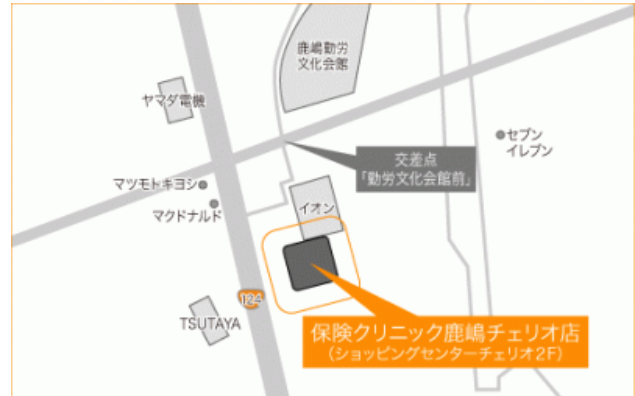 鹿嶋勤労
文化会館
ヤマダ電機
セブン
イレブン
交差点
「勤労文化会館前」
マツモトキヨシ
マクドナルド
イオン
124
TSUTAYA
保険クリニック鹿嶋チェリオ店
(ショッピングセンターチェリオ2F)